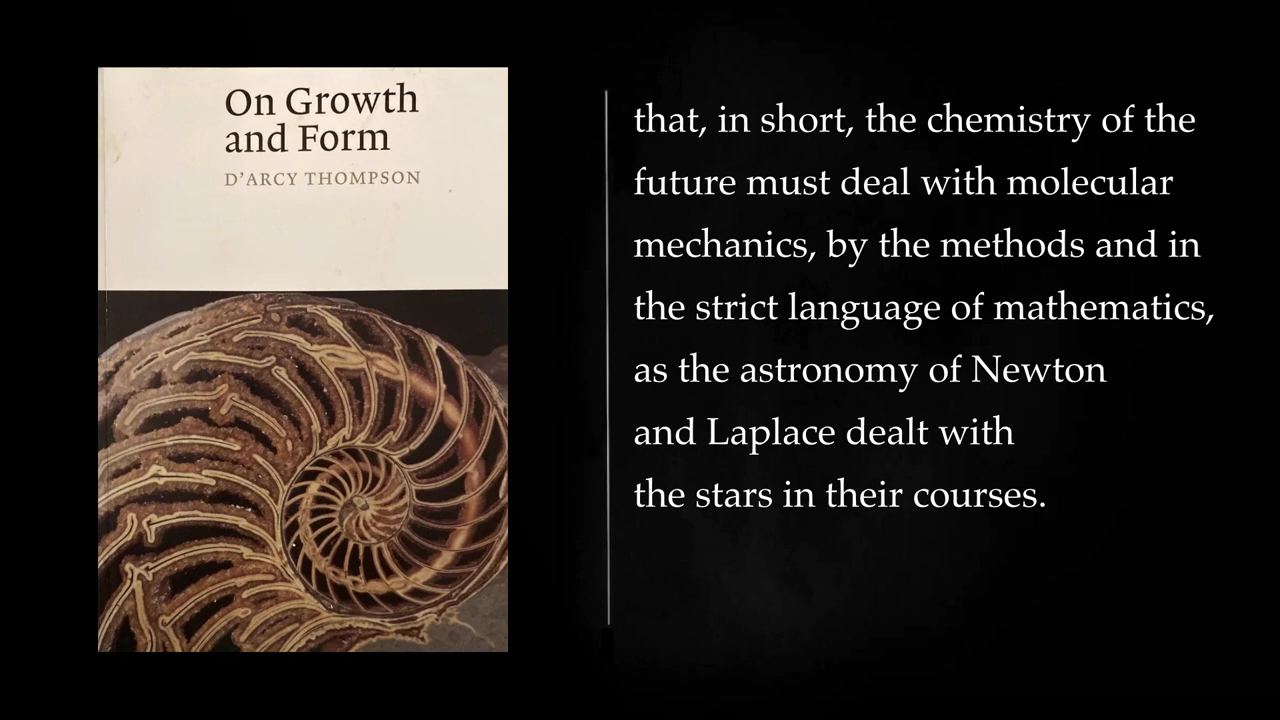 On Growth
and Form
D'ARCY THOMPSON
that, in short, the chemistry of the
future must deal with molecular
mechanics, by the methods and in
the strict language of mathematics,
as the astronomy of Newton
and Laplace dealt with
the stars in their courses.